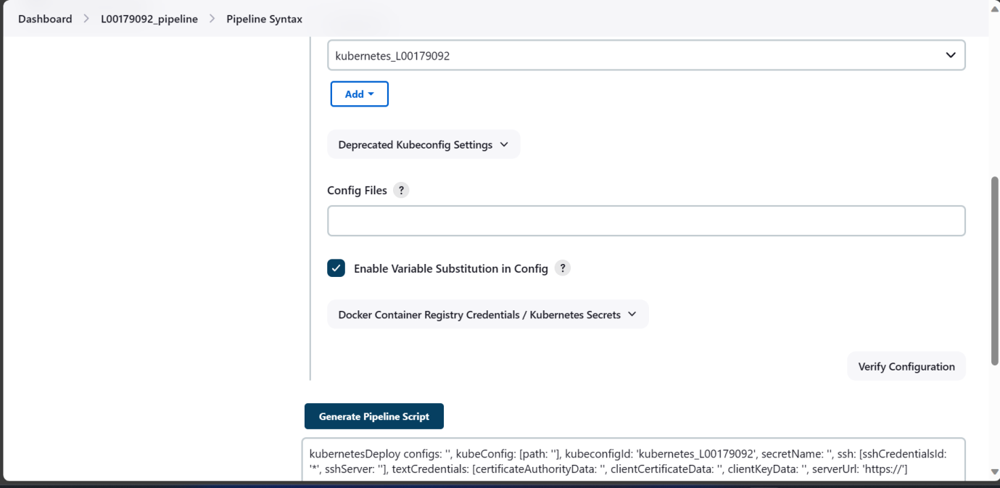 Dashboard > L00179092_pipeline > Pipeline Syntax
kubernetes_L00179092
Add
Deprecated Kubeconfig Settings
Config Files ?
Enable Variable Substitution in Config ?
Docker Container Registry Credentials / Kubernetes Secrets
Verify Configuration
Generate Pipeline Script
kubernetesDeploy configs: '', kubeConfig: [path: ''], kubeconfigId: 'kubernetes_L00179092', secretName: '', ssh: [sshCredentialsId:
'*', sshServer: ''], textCredentials: [certificateAuthorityData: '', clientCertificateData: '', clientKeyData: '', serverUrl: 'https://']